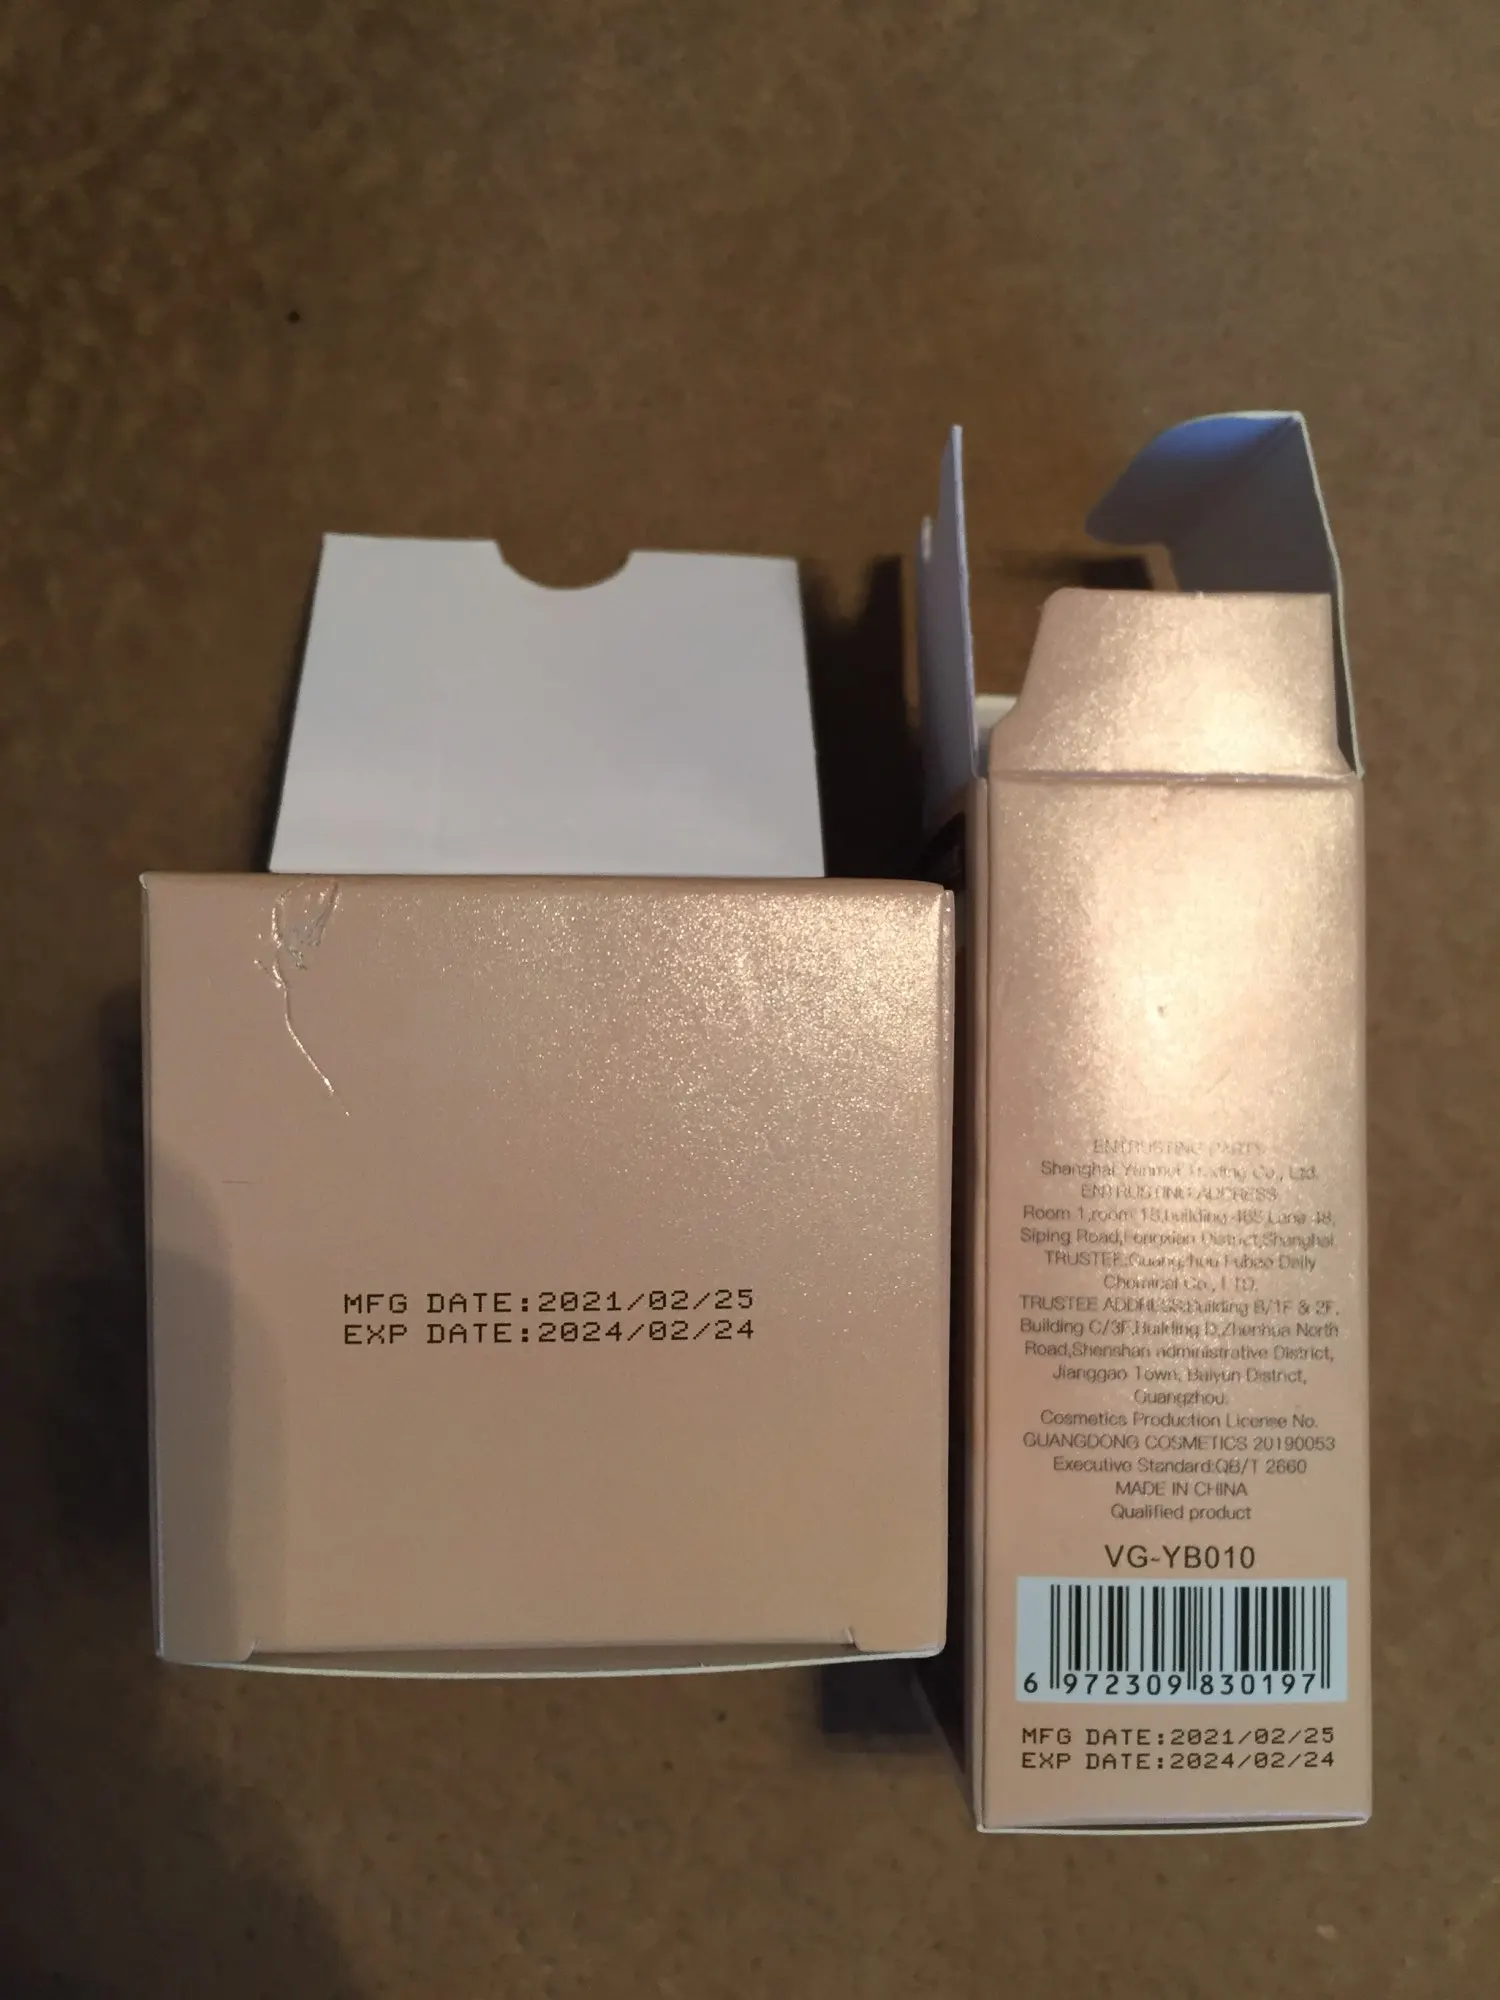 MFG DATE:2021/02/25
EXP DATE:2024/02/24
ENTRUSTING PARTY
Shanghai Trading Co., Ltd.
ENTRUSTING ADDRESS
Room 1,room 18,building 465 Lane 48,
Siping Road,Fengxian District,Shanghai.
TRUSTEE:Guangzhou Fubao Daily
Chemical Co., LTD.
TRUSTEE ADDRESS:Building B/1F & 2F,
Building C/3F,Building D,Zhenhua North
Road,Shenshan administrative District,
Jianggao Town, Baiyun District,
Guangzhou.
Cosmetics Production License No.
GUANGDONG COSMETICS 20190053
Executive Standard:QB/T 2660
MADE IN CHINA
Qualified product
VG-YB010
6 972309 830197
MFG DATE:2021/02/25
EXP DATE:2024/02/24